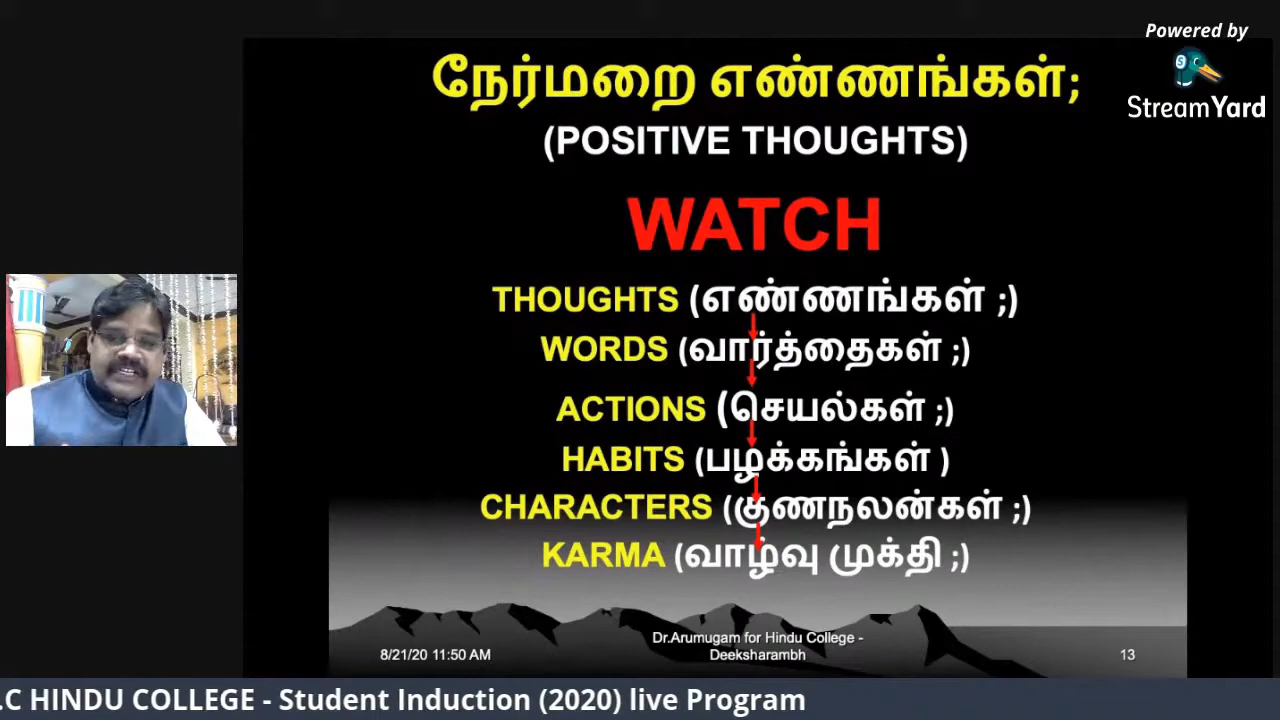 Powered by
StreamYard
நேர்மறை எண்ணங்கள்;
(POSITIVE THOUGHTS)
WATCH
THOUGHTS (எண்ணங்கள் ;)
WORDS (வார்த்தைகள் ;)
ACTIONS (செயல்கள் ;)
HABITS (பழக்கங்கள் )
CHARACTERS (குணநலன்கள் ;)
KARMA (வாழ்வு முக்தி ;)
8/21/20 11:50 AM
Dr.Arumugam for Hindu College -
Deeksharambh
13
.C HINDU COLLEGE - Student Induction (2020) live Program